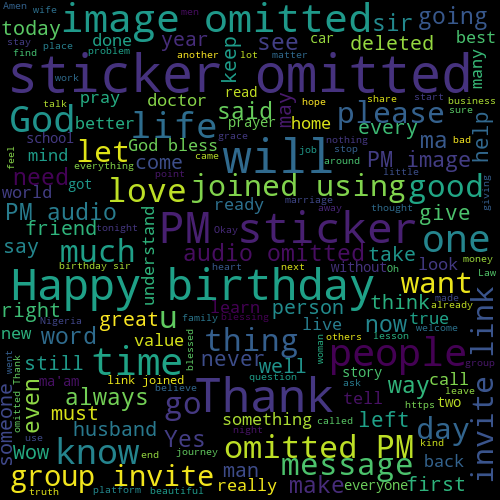 Amen wife
image omitted
men
sir
going
today
stay
find
place
problem
done
year
keep
see
car
deleted
another
lot
matter
best
many
sticker omitted
work
talk
God
pray
better
doctor
life
said
read
prayer
may
hope
home
share
please
every
start
business
sure
help
school
mind
let
God bless
come
grace
came
everything
will
job
around
nothing
stop
ma
PM image
bad
little
feel
need
world
got
love
point
joined using
good
giving
PM audio
friend
say
tonight
understand
marriage
away
ready
thought
Okay
PM sticker
give
one
much
audio omitted
take
birthday sir
heart
next
without
Oh
look
money
Law
Happy birthday
want
made
already
right
Nigeria
u
family
blessing
learn
person
think
now
true
welcome
new
word
great
value
blessed
live
others
lesson
invite link
omitted Thank
went
still
time
thing
never
well
woman
people
group
ma'am
link joined
question
story
ask
way
call
leave
someone
even
always
believe
go
Thank
tell
https
two
must
husband
something
called
left
day
Wow
use
end
journey
Yes
night
omitted PM
kind
back
know
man
message
truth
group invite
platform
beautiful
really
make
everyone
first